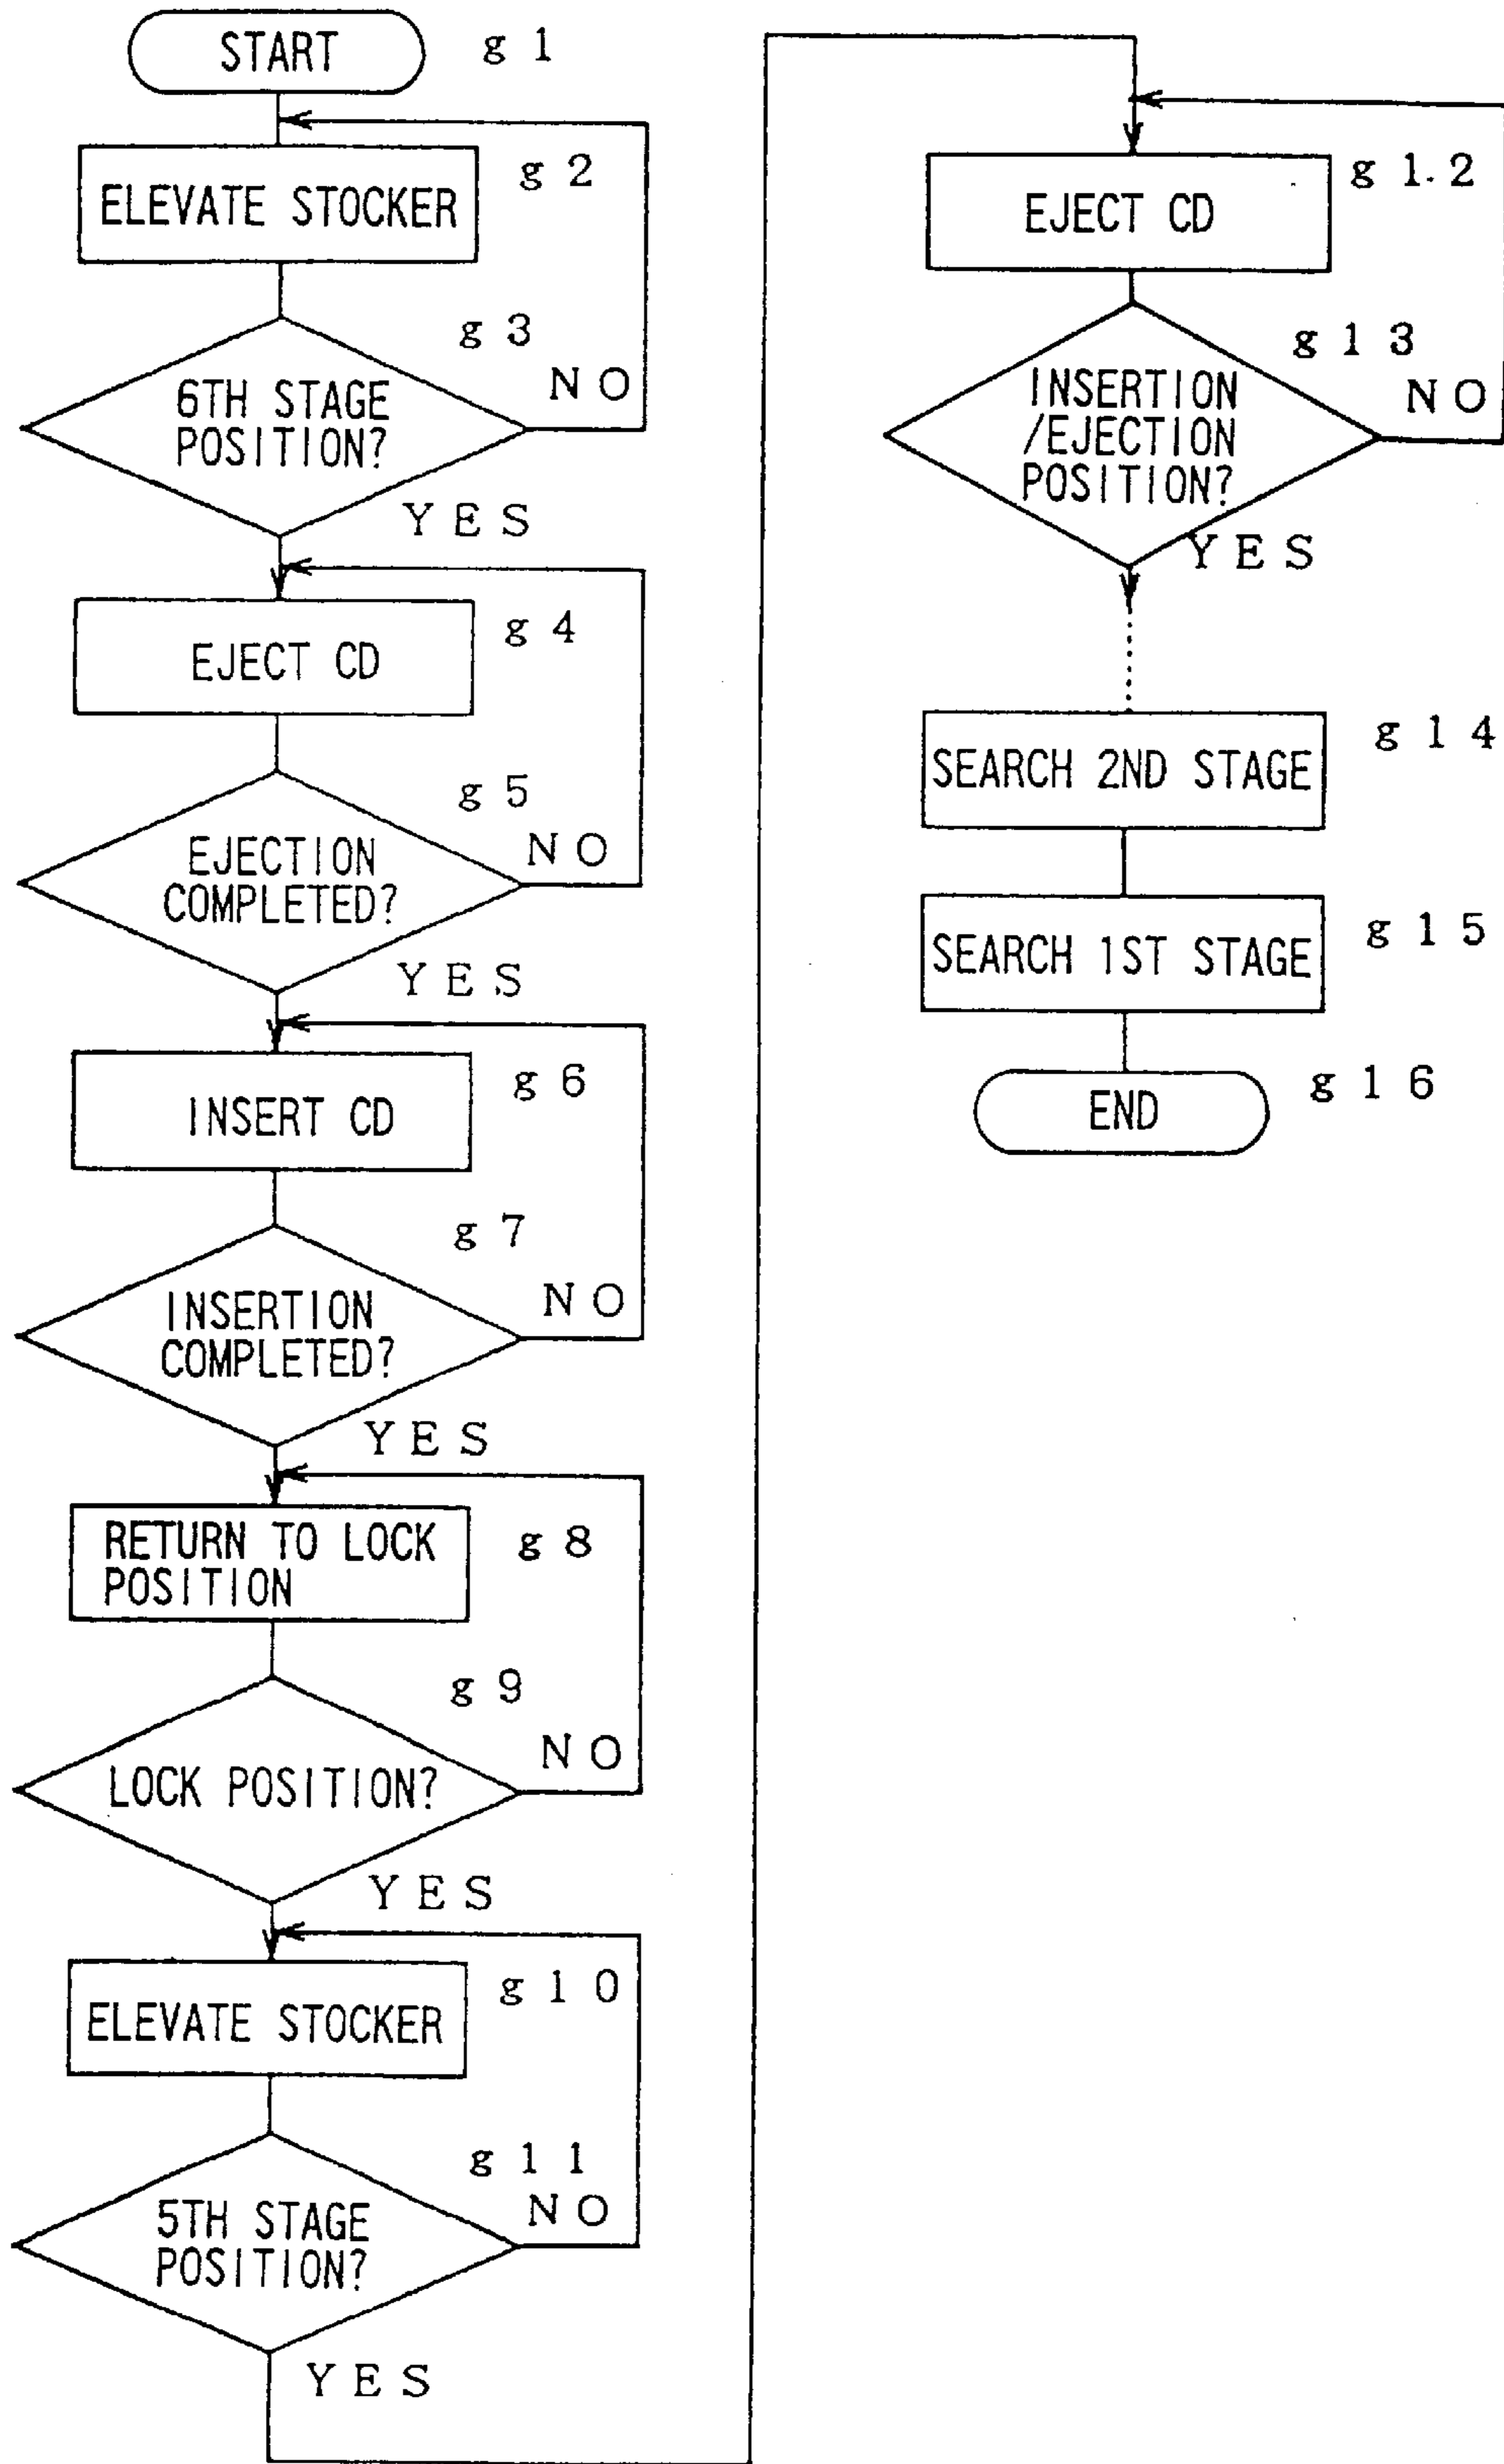 START
g 1
ELEVATE STOCKER
g 2
g 3
6TH STAGE
POSITION?
NO
YES
EJECT CD
g 4
g 5
EJECTION
COMPLETED?
NO
YES
INSERT CD
g 6
g 7
INSERTION
COMPLETED?
NO
YES
RETURN TO LOCK
POSITION
g 8
g 9
LOCK POSITION?
NO
YES
ELEVATE STOCKER
g 1 0
g 1 1
5TH STAGE
POSITION?
NO
YES
EJECT CD
g 1. 2
g 1 3
INSERTION
/EJECTION
POSITION?
NO
YES
SEARCH 2ND STAGE
g 1 4
SEARCH 1ST STAGE
g 1 5
END
g 1 6